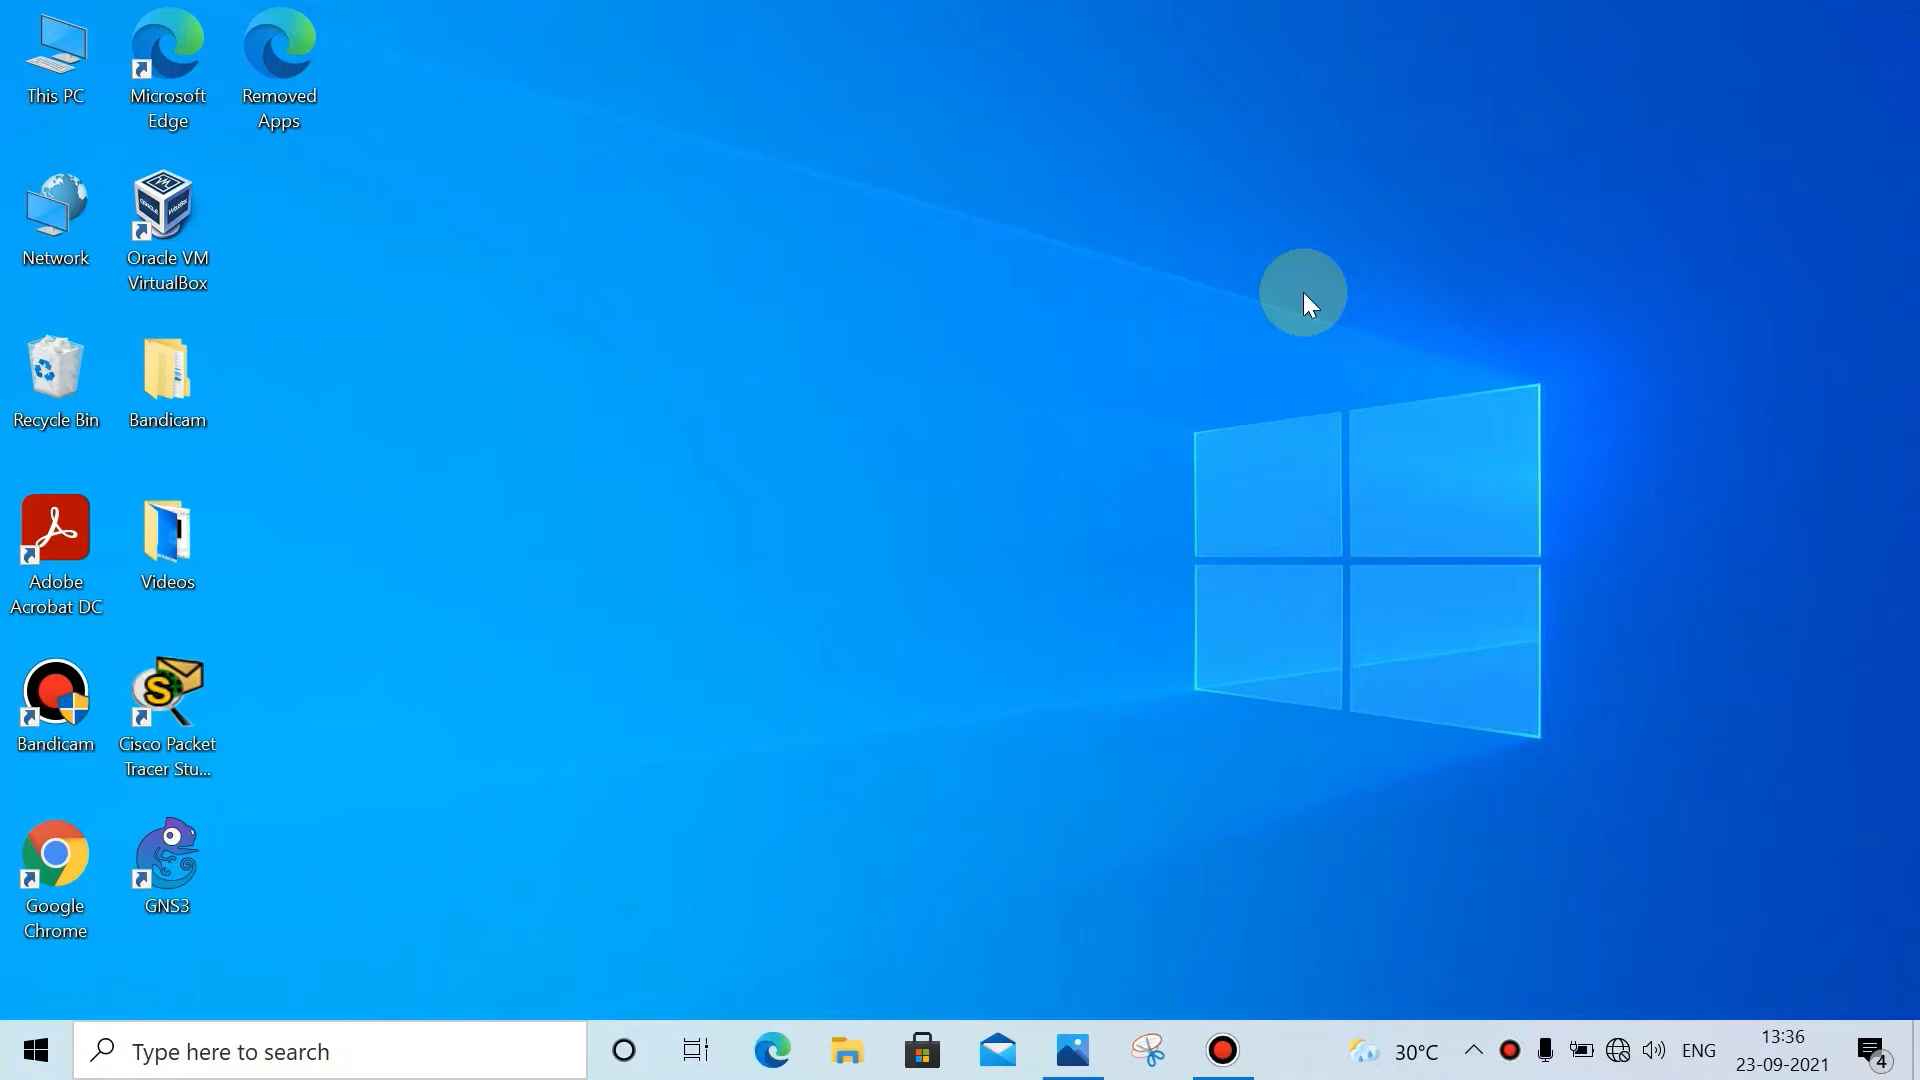 This PC
Microsoft
Edge
Removed
Apps
Network
Oracle VM
VirtualBox
Recycle Bin
Bandicam
Adobe
Acrobat DC
Videos
Bandicam
Cisco Packet
Tracer Stu...
Google
Chrome
GNS3
Type here to search
30°C
ENG
13:36
23-09-2021
4